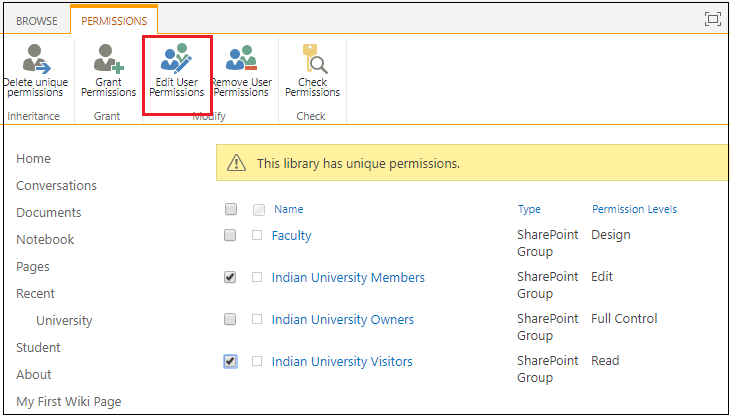 BROWSE PERMISSIONS
Delete unique Grant Edit User Remove User Check
permissions Permissions Permissions Permissions Permissions
Inheritance Grant Modify Check
Home
Conversations
Documents
Notebook
Pages
Recent
University
Student
About
My First Wiki Page
This library has unique permissions.
Name Type Permission Levels
Faculty SharePoint Design
Group
Indian University Members SharePoint Edit
Group
Indian University Owners SharePoint Full Control
Group
Indian University Visitors SharePoint Read
Group